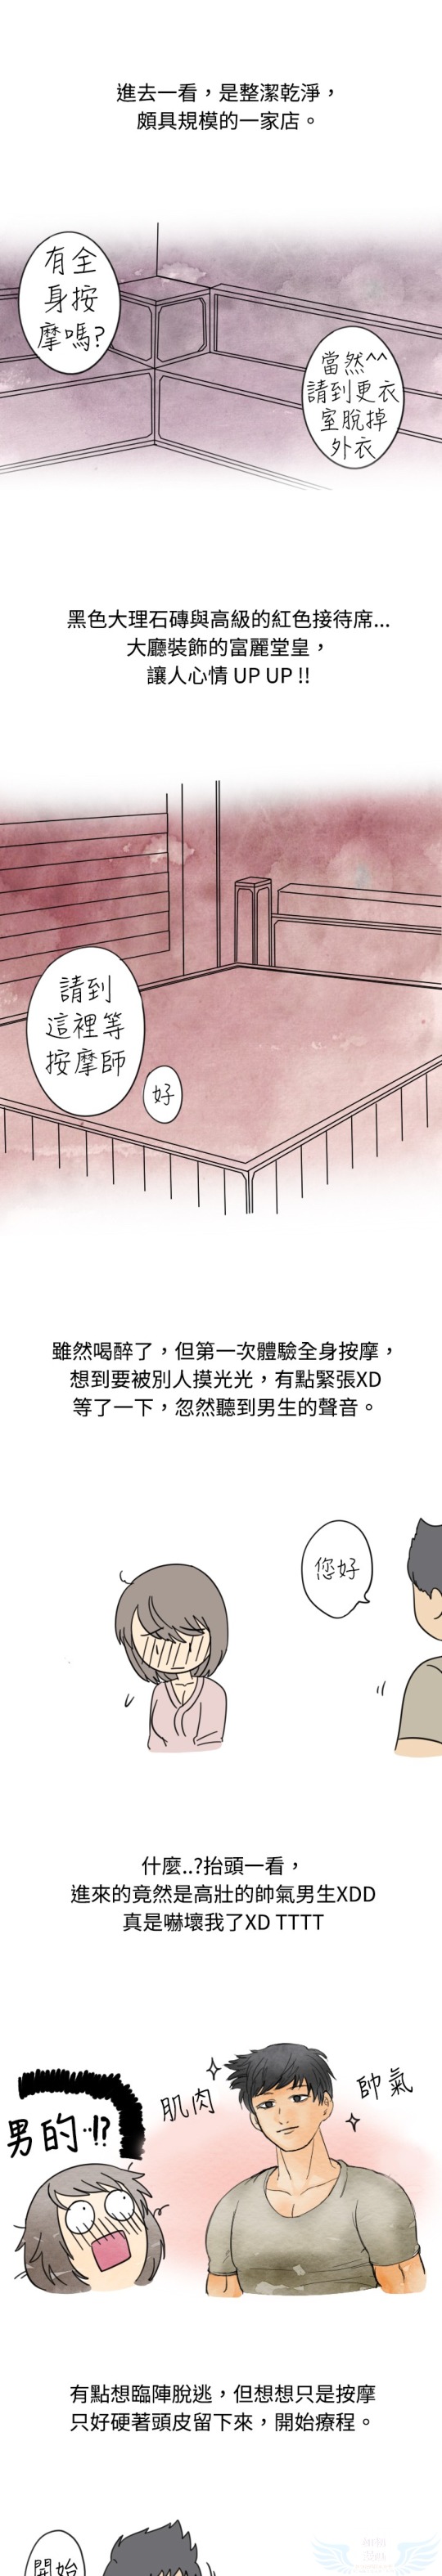 進去一看，是整潔乾淨，
頗具規模的一家店。
有全
身按
摩嗎?
當然^^
請到更衣
室脫掉
外衣
黑色大理石磚與高級的紅色接待席...
大廳裝飾的富麗堂皇，
讓人心情 UP UP !!
請到
這裡等
按摩師
好
雖然喝醉了，但第一次體驗全身按摩，
想到要被別人摸光光，有點緊張XD
等了一下，忽然聽到男生的聲音。
您好
什麼..?抬頭一看，
進來的竟然是高壯的帥氣男生XDD
真是嚇壞我了XD TTTT
男的..!?
肌肉
帥氣
有點想臨陣脫逃，但想想只是按摩
只好硬著頭皮留下來，開始療程。
開始